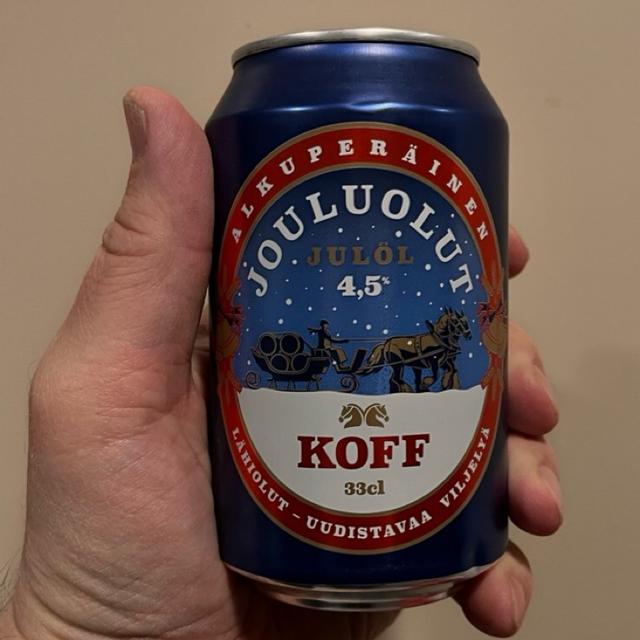 ALKUPERÄINEN
JOULUOLUT
JULÖL
4,5%
KOFF
33cl
LÄHIOLUT - UUDISTAVAA VILJELYÄ